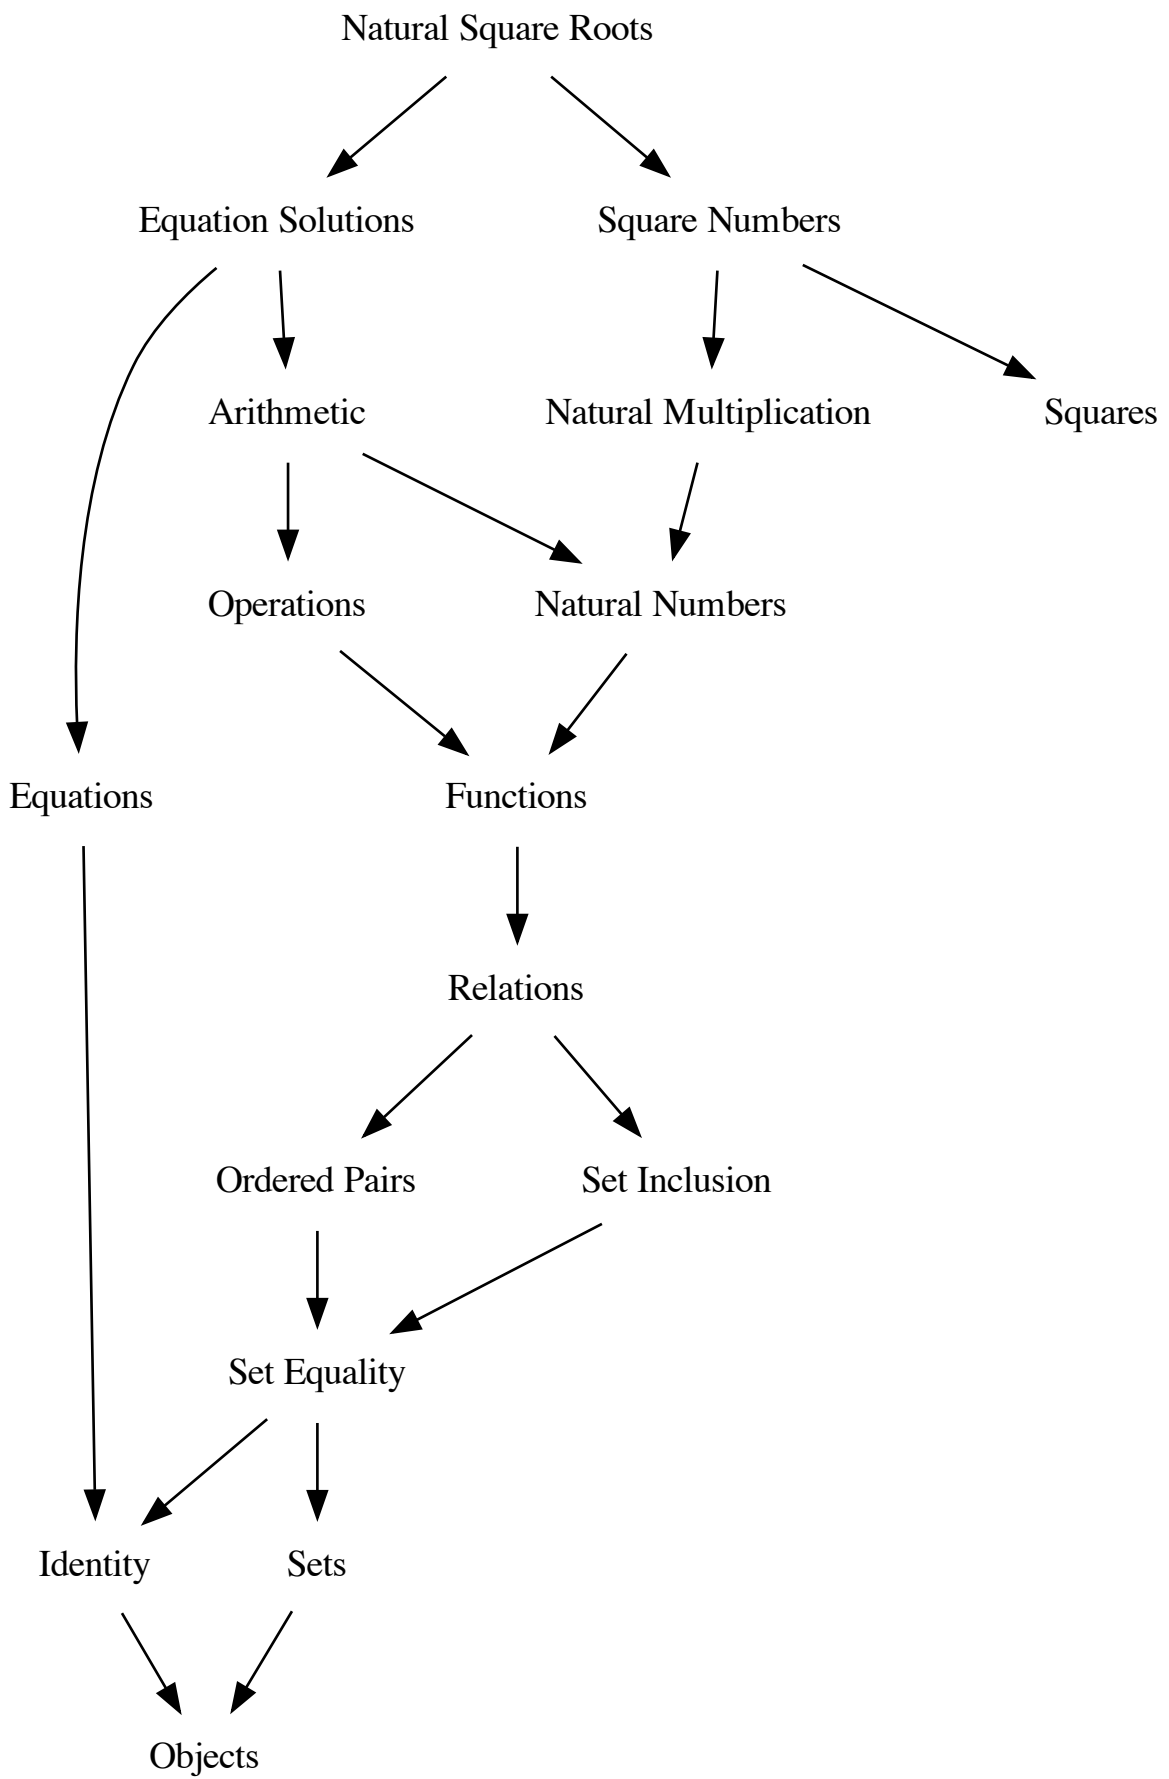 Natural Square Roots
Equation Solutions
Square Numbers
Arithmetic
Natural Multiplication
Squares
Operations
Natural Numbers
Equations
Functions
Relations
Ordered Pairs
Set Inclusion
Set Equality
Identity
Sets
Objects